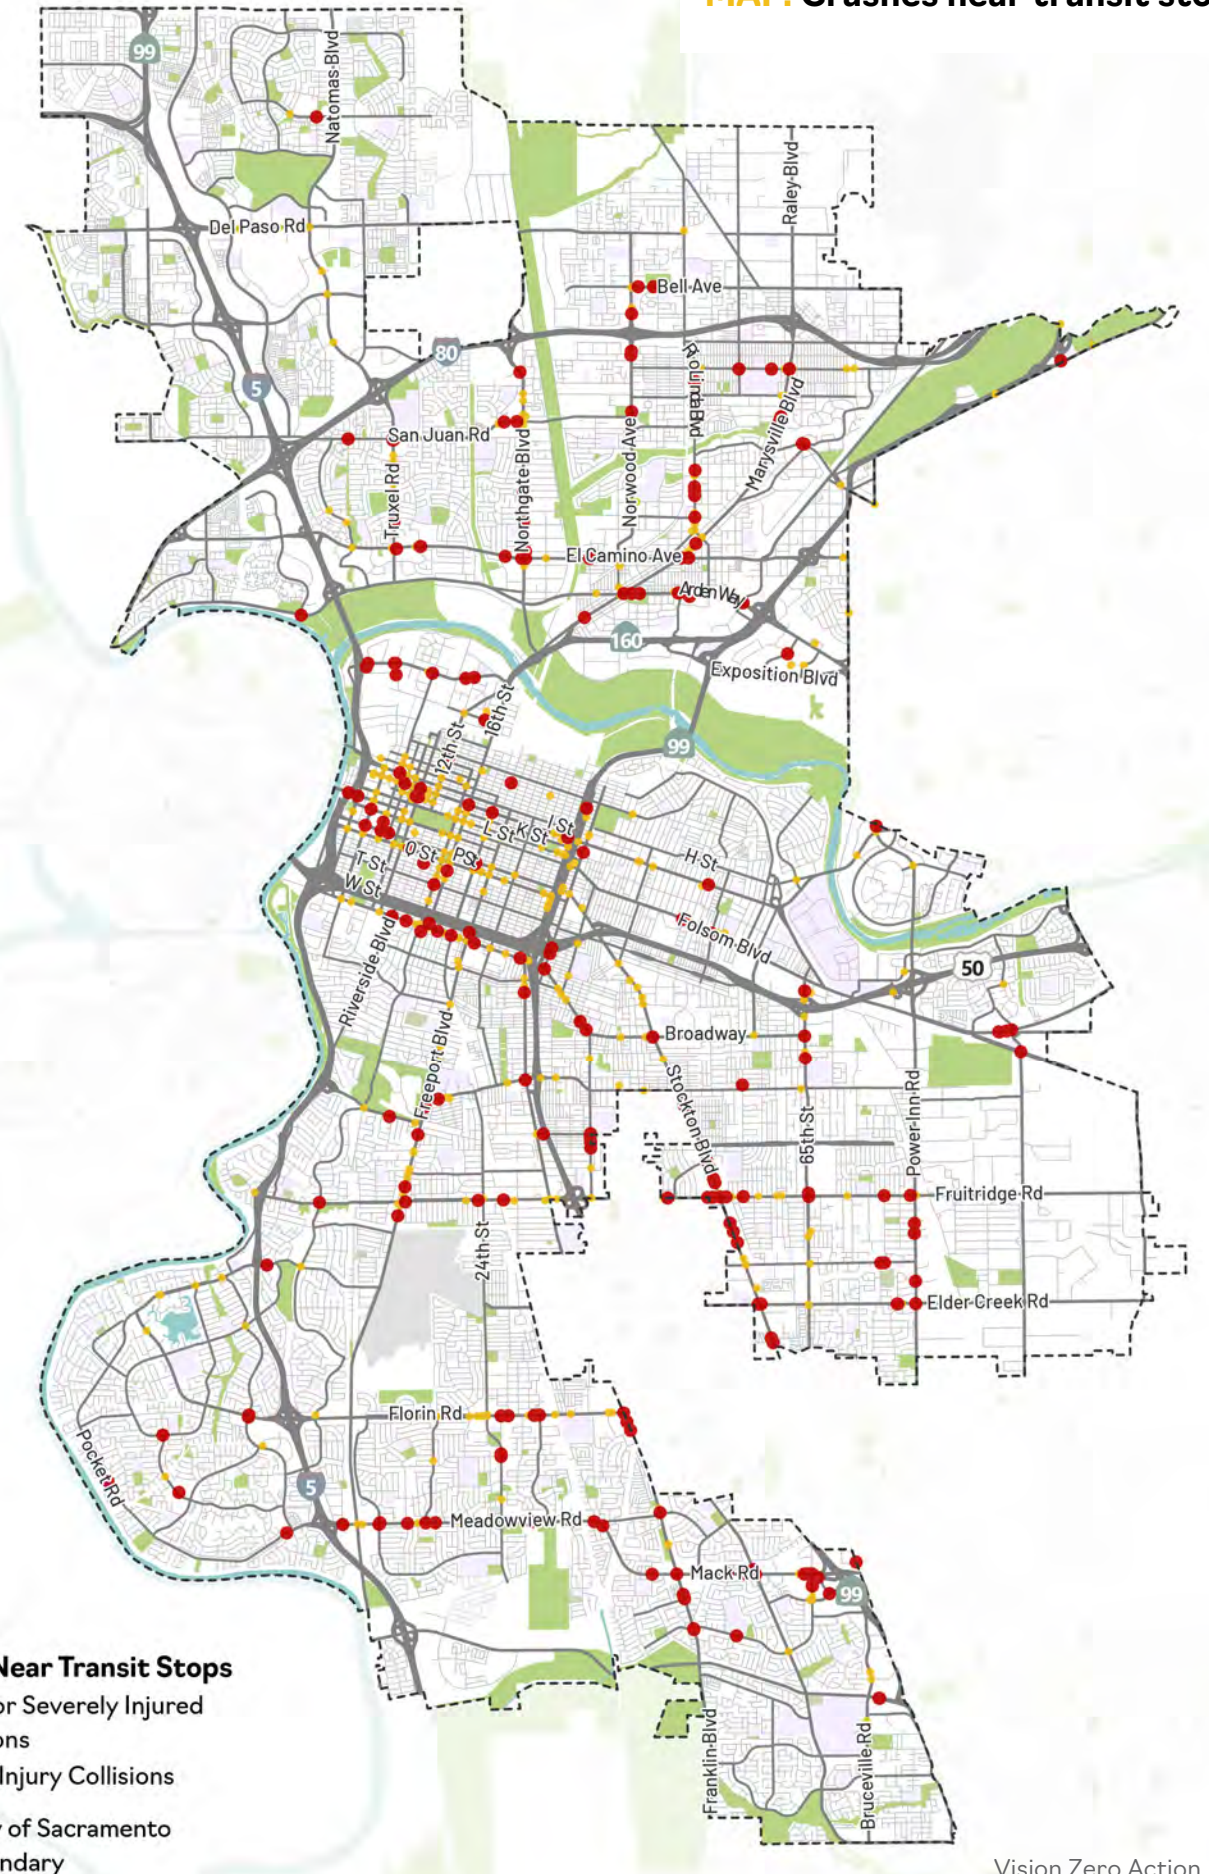 MAP: Crashes near transit sto
99
Natomas Blvd
Raley Blvd
Del Paso Rd
Bell Ave
80
5
San Juan Rd
Truxel Rd
Northgate Blvd
Norwood Ave
Marysville Blvd
El Camino Ave
Arden Way
160
Exposition Blvd
16th St
12th St
99
I St
K St
L St
P St
Q St
T St
W St
H St
Folsom Blvd
50
Riverside Blvd
Freeport Blvd
Broadway
Stockton Blvd
65th St
Power Inn Rd
Fruitridge Rd
24th St
Elder Creek Rd
Florin Rd
Pocket Rd
5
Meadowview Rd
Mack Rd
99
Franklin Blvd
Bruceville Rd
Near Transit Stops
or Severely Injured
ons
Injury Collisions
y of Sacramento
ndary
Vision Zero Action